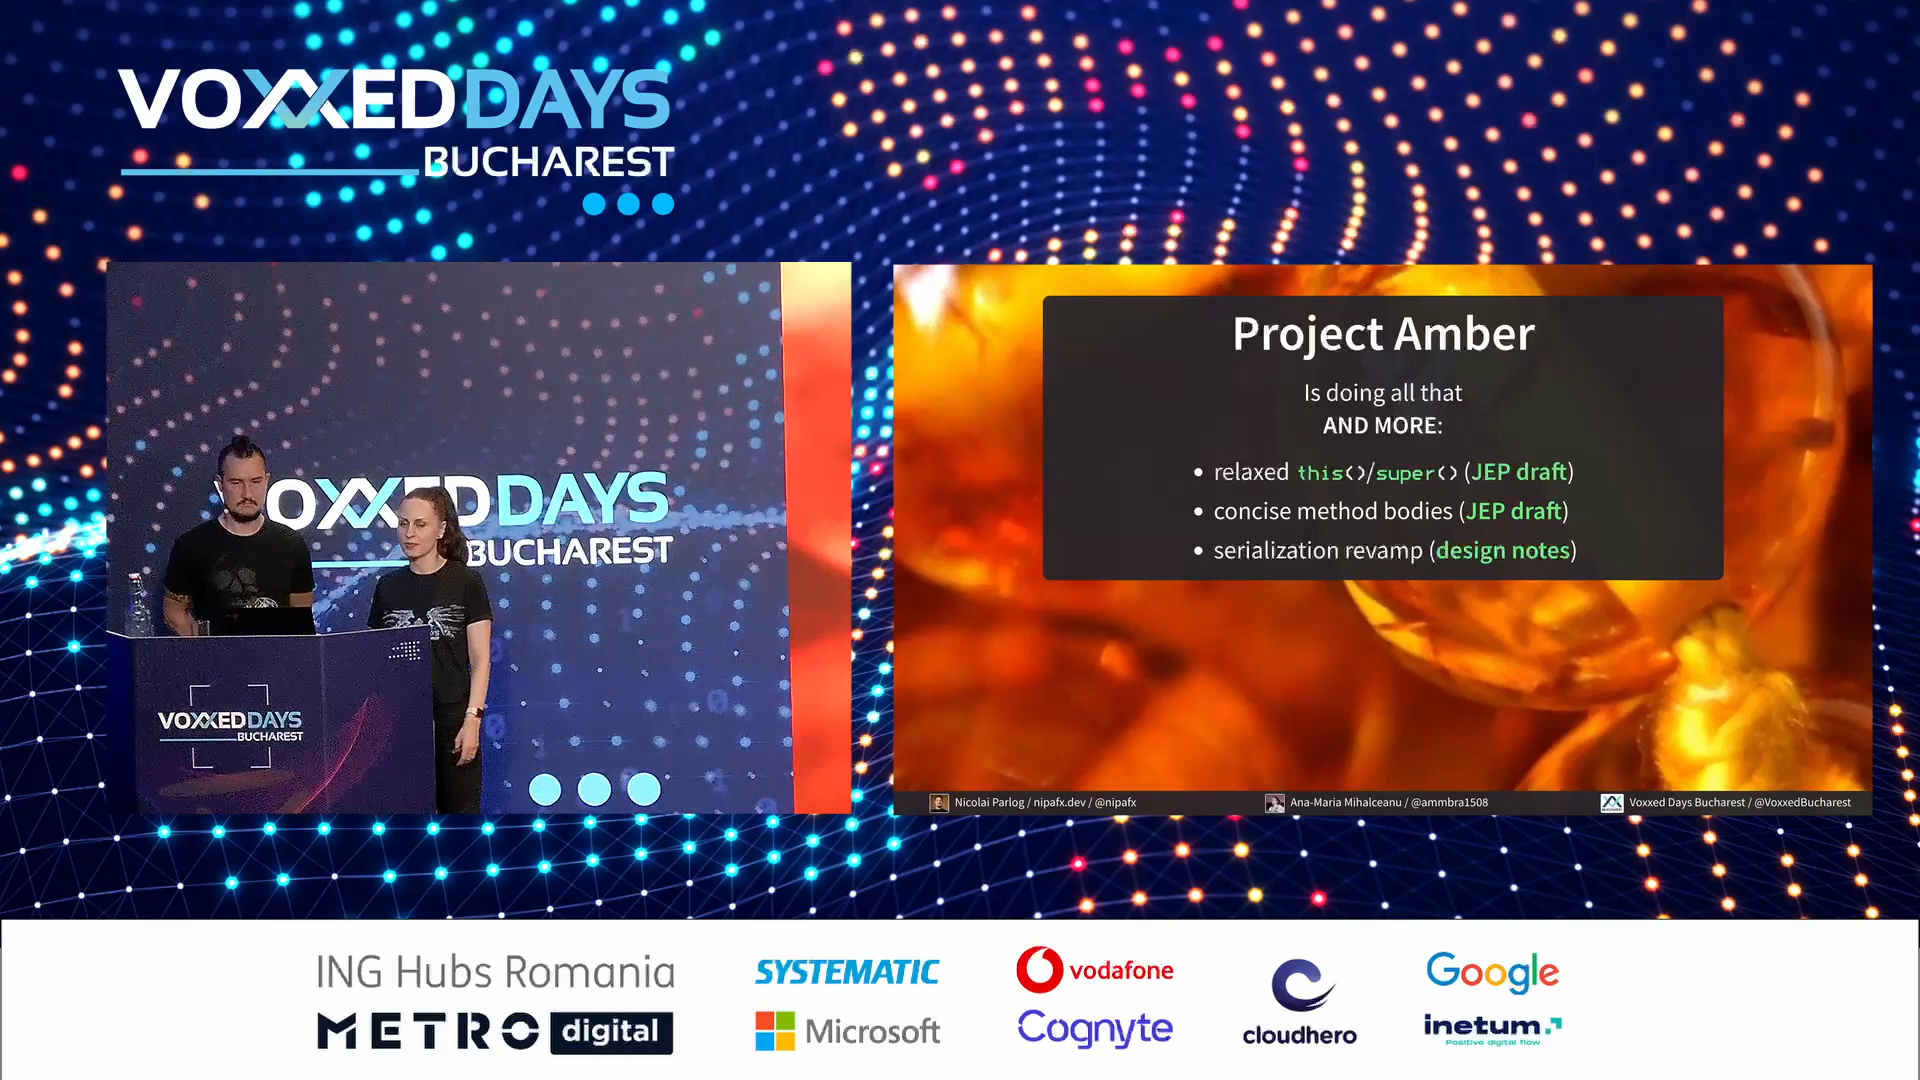 VOXXEDDAYS
BUCHAREST
OXXEDDAYS
BUCHAREST
VOXXEDDAYS
BUCHAREST
Project Amber
Is doing all that
AND MORE:
• relaxed this()/super() (JEP draft)
• concise method bodies (JEP draft)
• serialization revamp (design notes)
Nicolai Parlog / nipafx.dev / @nipafx
Ana-Maria Mihalceanu / @ammbra1508
Voxxed Days Bucharest / @VoxxedBucharest
ING Hubs Romania
SYSTEMATIC
vodafone
cloudhero
Google
METRO digital
Microsoft
Cognyte
inetum.
Positive digital flow